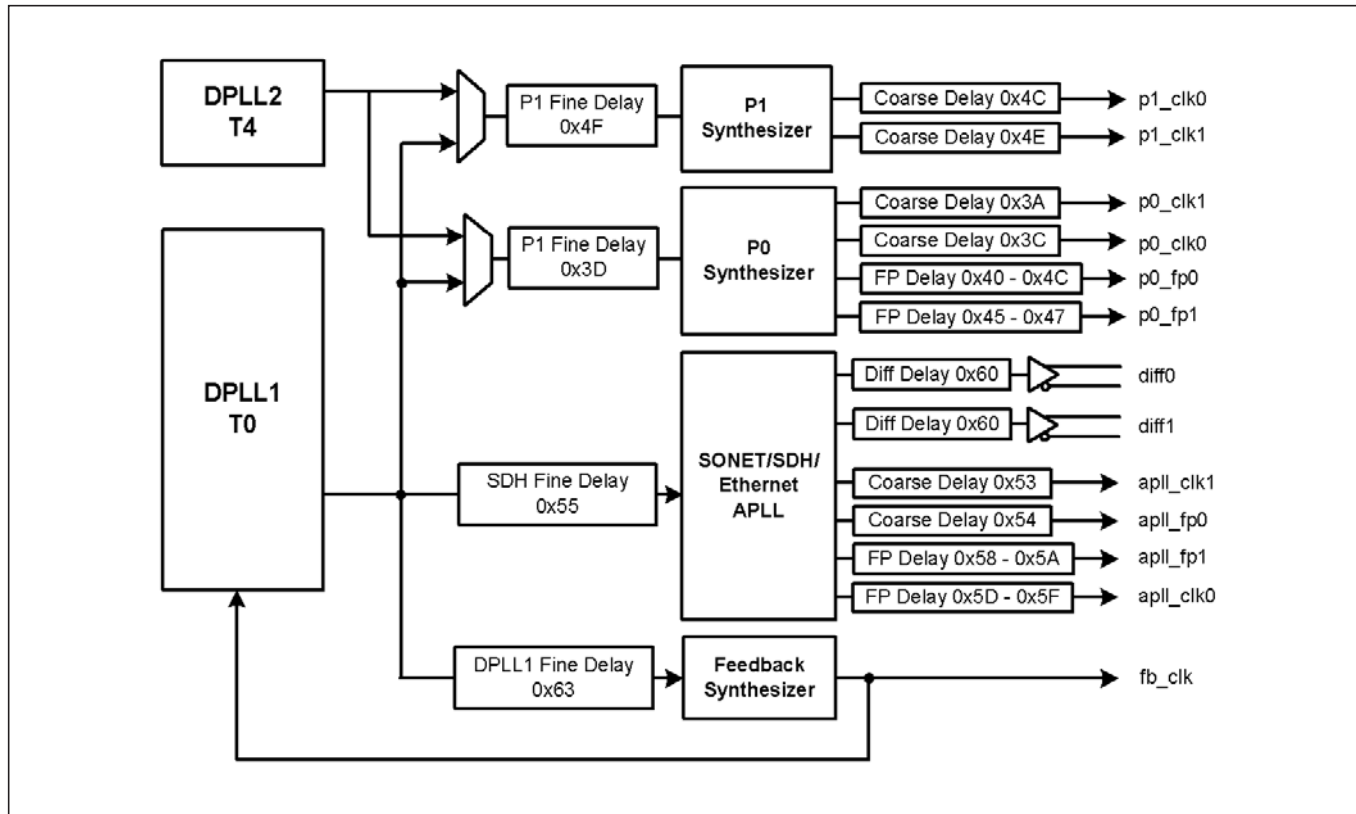 DPLL2
T4
P1 Fine Delay
0x4F
P1
Synthesizer
Coarse Delay 0x4C
p1_clk0
Coarse Delay 0x4E
p1_clk1
DPLL1
T0
P1 Fine Delay
0x3D
P0
Synthesizer
Coarse Delay 0x3A
p0_clk1
Coarse Delay 0x3C
p0_clk0
FP Delay 0x40 - 0x4C
p0_fp0
FP Delay 0x45 - 0x47
p0_fp1
SDH Fine Delay
0x55
SONET/SDH/
Ethernet
APLL
Diff Delay 0x60
diff0
Diff Delay 0x60
diff1
Coarse Delay 0x53
apll_clk1
Coarse Delay 0x54
apll_fp0
FP Delay 0x58 - 0x5A
apll_fp1
FP Delay 0x5D - 0x5F
apll_clk0
DPLL1 Fine Delay
0x63
Feedback
Synthesizer
fb_clk